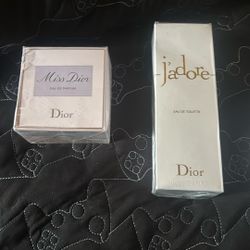 Miss Dior
EAU DE PARFUM
Dior
j'adore
EAU DE TOILETTE
Dior